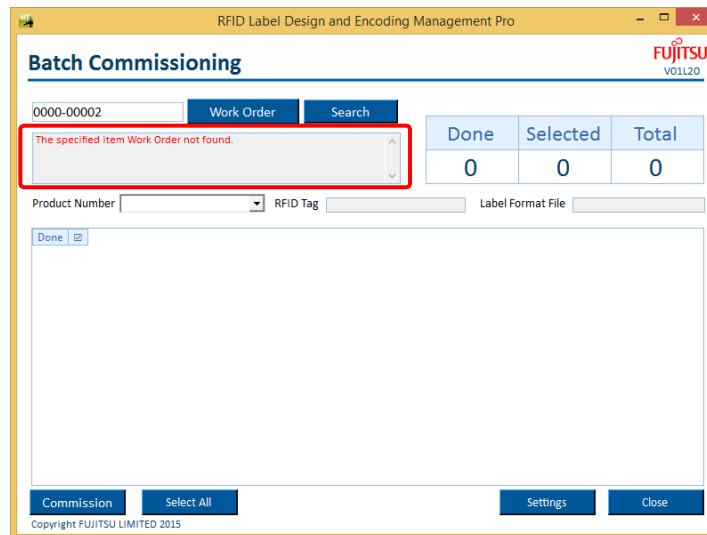 RFID Label Design and Encoding Management Pro
FUJITSU
Batch Commissioning
V01L20
0000-00002 Work Order Search
The specified item Work Order not found.
Done Selected Total
0 0 0
Product Number RFID Tag Label Format File
Done
Commission Select All Settings Close
Copyright FUJITSU LIMITED 2015